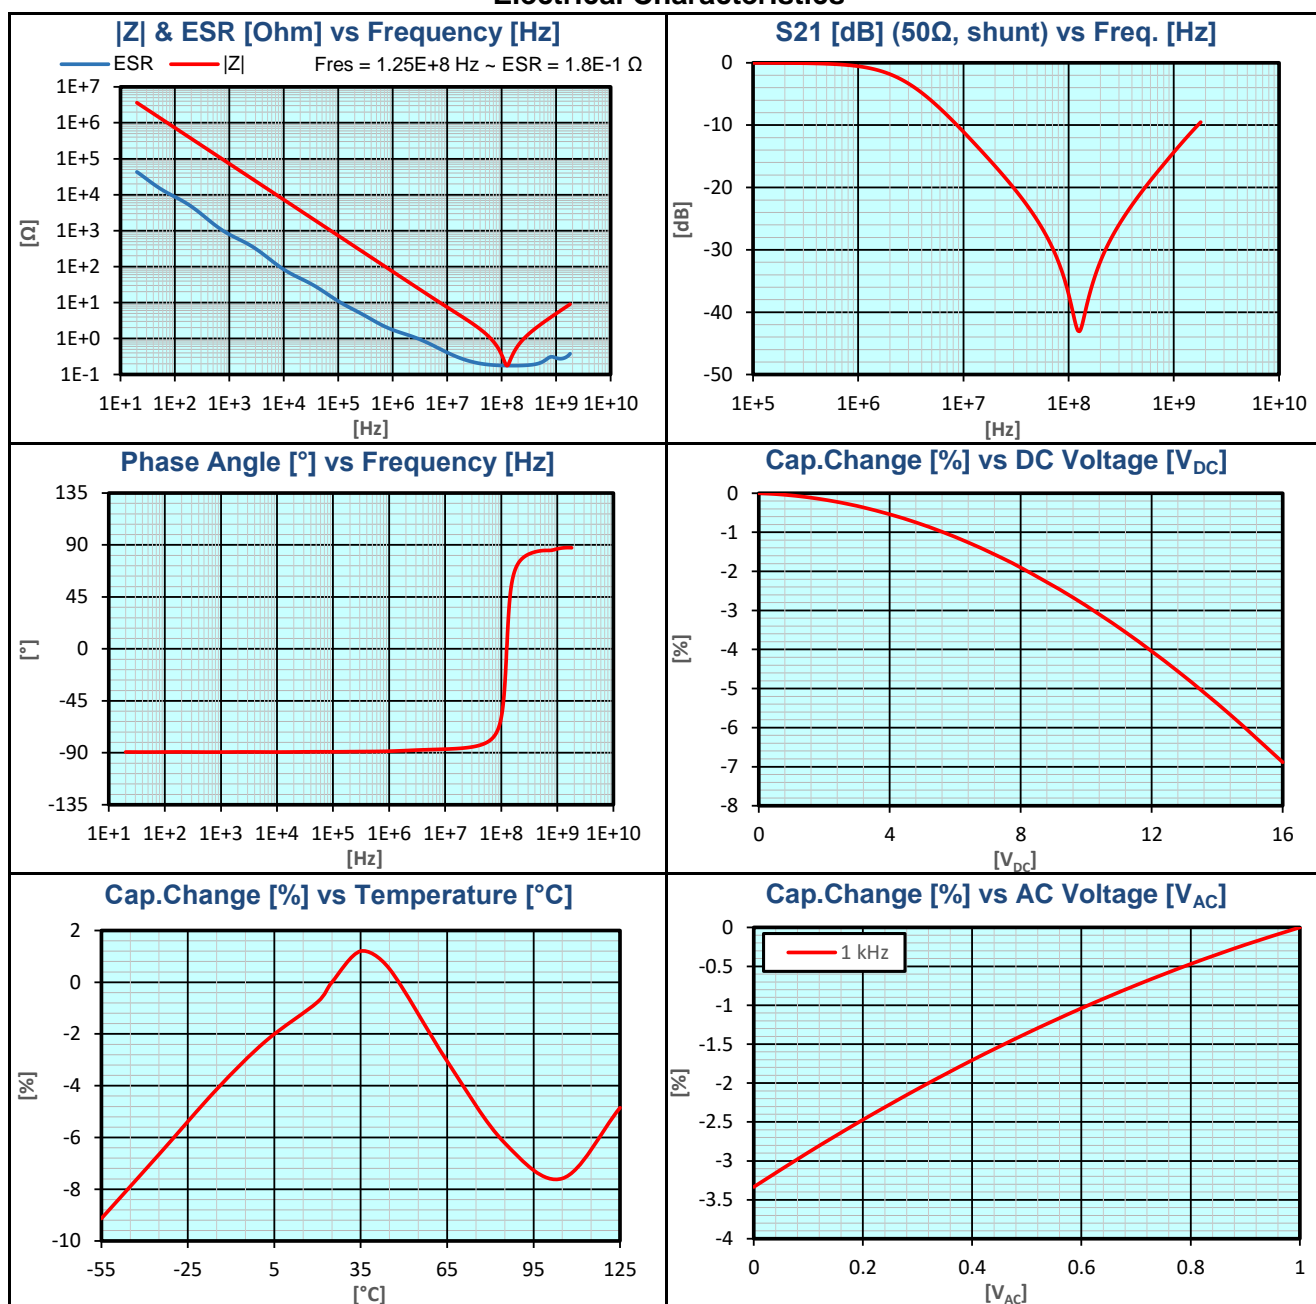 Electrical Characteristics
|Z| & ESR [Ohm] vs Frequency [Hz]
ESR |Z| Fres = 1.25E+8 Hz ~ ESR = 1.8E-1 Ω
1E+7
1E+6
1E+5
1E+4
1E+3
1E+2
1E+1
1E+0
1E-1
[Ω]
1E+1 1E+2 1E+3 1E+4 1E+5 1E+6 1E+7 1E+8 1E+9 1E+10
[Hz]
S21 [dB] (50Ω, shunt) vs Freq. [Hz]
0
-10
-20
-30
-40
-50
[dB]
1E+5 1E+6 1E+7 1E+8 1E+9 1E+10
[Hz]
Phase Angle [°] vs Frequency [Hz]
135
90
45
0
-45
-90
-135
[°]
1E+1 1E+2 1E+3 1E+4 1E+5 1E+6 1E+7 1E+8 1E+9 1E+10
[Hz]
Cap.Change [%] vs DC Voltage [VDC]
0
-1
-2
-3
-4
-5
-6
-7
-8
[%]
0 4 8 12 16
[VDC]
Cap.Change [%] vs Temperature [°C]
2
0
-2
-4
-6
-8
-10
[%]
-55 -25 5 35 65 95 125
[°C]
Cap.Change [%] vs AC Voltage [VAC]
1 kHz
0
-0.5
-1
-1.5
-2
-2.5
-3
-3.5
-4
[%]
0 0.2 0.4 0.6 0.8 1
[VAC]